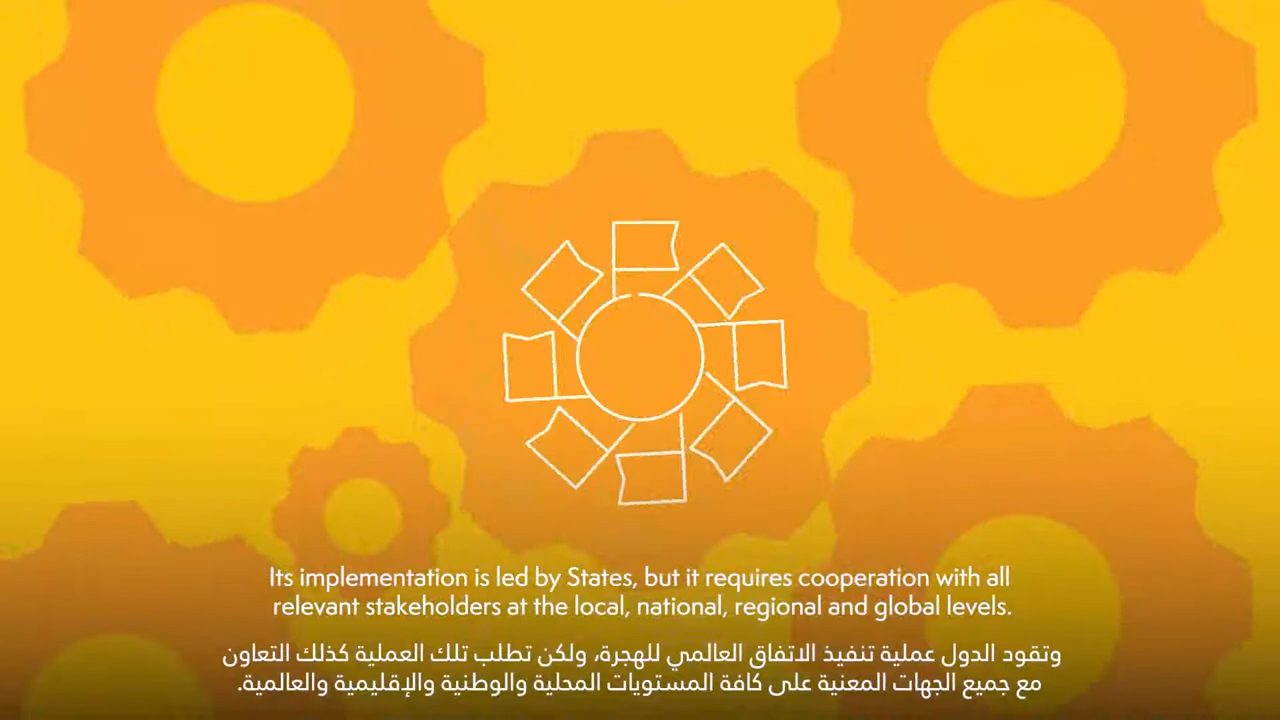 Its implementation is led by States, but it requires cooperation with all
relevant stakeholders at the local, national, regional and global levels.
وتقود الدول عملية تنفيذ الاتفاق العالمي للهجرة، ولكن تطلب تلك العملية كذلك التعاون
مع جميع الجهات المعنية على كافة المستويات المحلية والوطنية والإقليمية والعالمية.